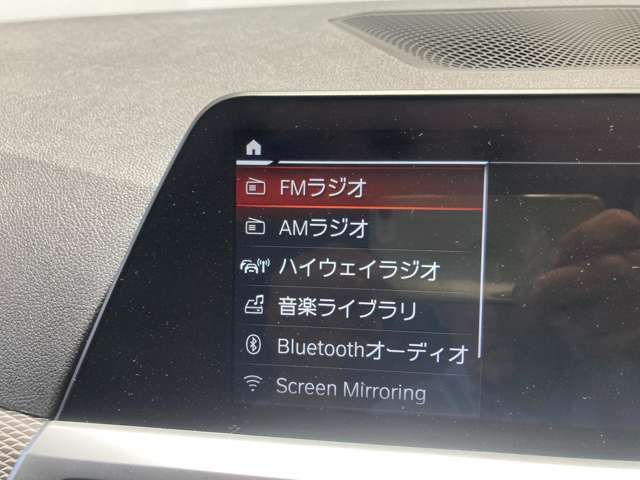 FMラジオ
AMラジオ
ハイウェイラジオ
音楽ライブラリ
Bluetoothオーディオ
Screen Mirroring